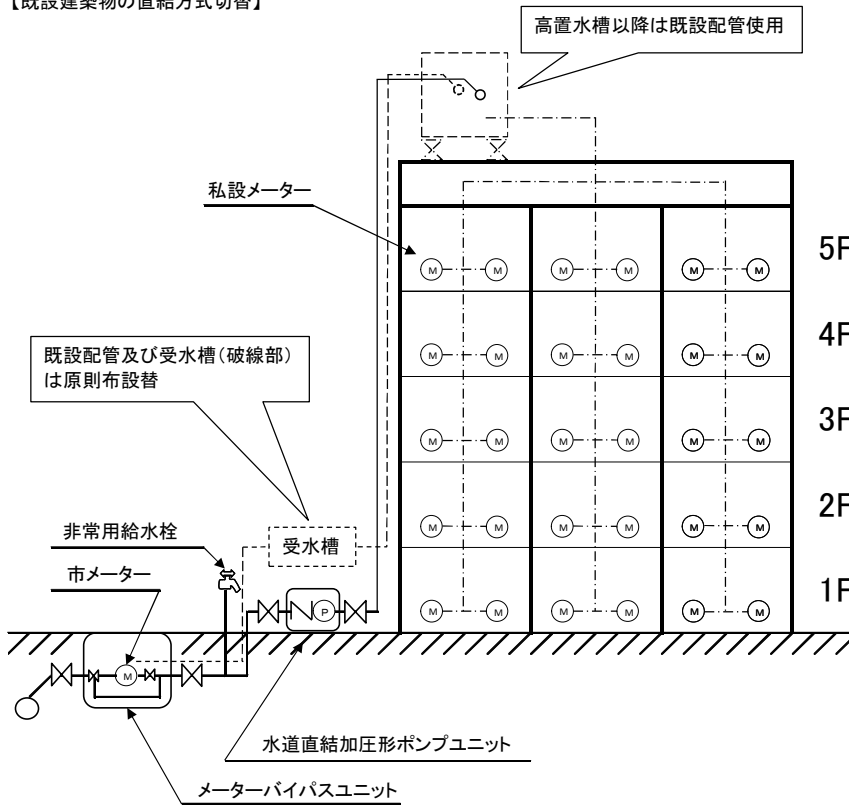 【既設建築物の直結方式切替】
高置水槽以降は既設配管使用
私設メーター
M M M M M M
5F
既設配管及び受水槽(破線部)
は原則布設替
M M M M M M
4F
M M M M M M
3F
非常用給水栓
受水槽
M M M M M M
2F
市メーター
P
M M M M M M
1F
M
水道直結加圧形ポンプユニット
メーターバイパスユニット